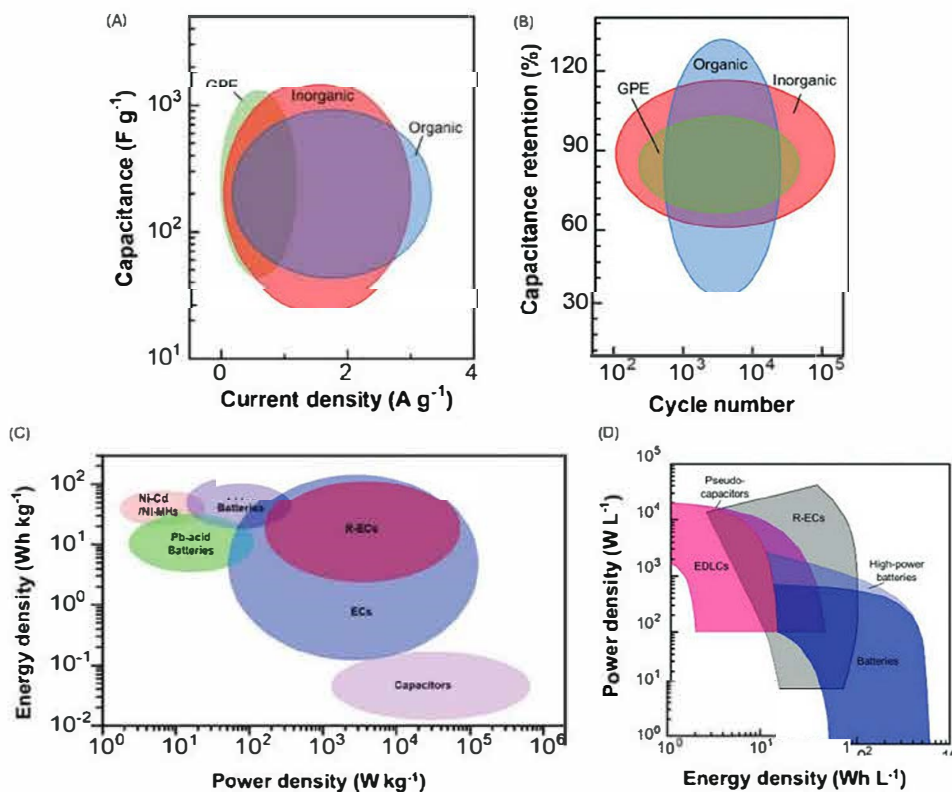 (A)
Capacitance (F g⁻¹)
10³
10²
10¹
GPE
Inorganic
Organic
0
2
4
Current density (A g⁻¹)
(B)
Capacitance retention (%)
120
90
60
30
Organic
GPE
Inorganic
10²
10³
10⁴
10⁵
Cycle number
(C)
Energy density (Wh kg⁻¹)
10²
10¹
10⁰
10⁻¹
10⁻²
Ni-Cd
/Ni-MHs
Batteries
Pb-acid
Batteries
R-ECs
ECs
Capacitors
10⁰
10¹
10²
10³
10⁴
10⁵
10⁶
Power density (W kg⁻¹)
(D)
Power density (W L⁻¹)
10⁵
10⁴
10³
10²
10¹
10⁰
Pseudo-
capacitors
R-ECs
EDLCs
High-power
batteries
Batteries
10⁰
10¹
Energy density (Wh L⁻¹)